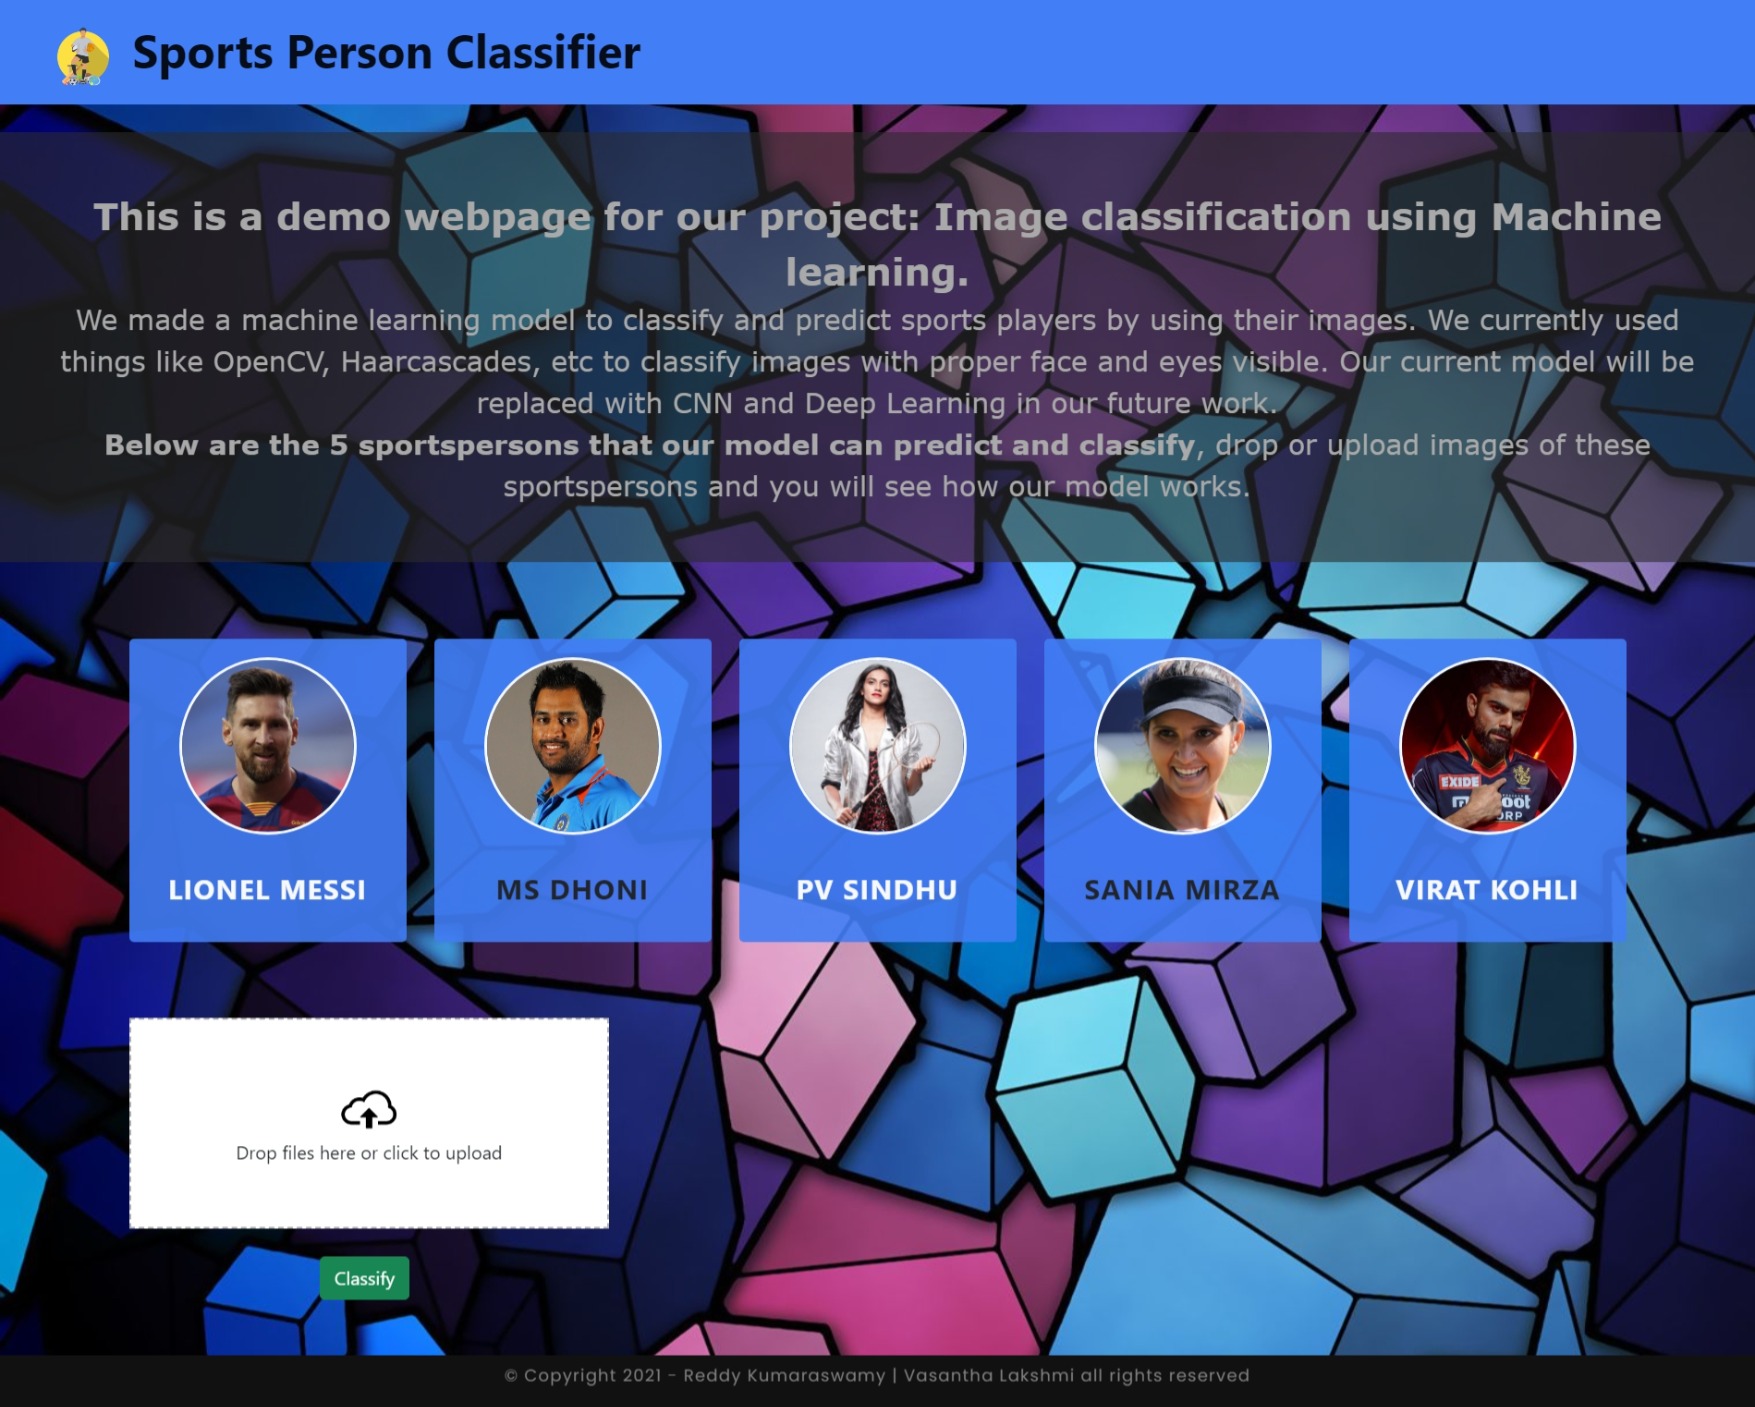 Sports Person Classifier
This is a demo webpage for our project: Image classification using Machine
learning.
We made a machine learning model to classify and predict sports players by using their images. We currently used
things like OpenCV, Haarcascades, etc to classify images with proper face and eyes visible. Our current model will be
replaced with CNN and Deep Learning in our future work.
Below are the 5 sportspersons that our model can predict and classify, drop or upload images of these
sportspersons and you will see how our model works.
EXIDE
LIONEL MESSI
MS DHONI
PV SINDHU
SANIA MIRZA
VIRAT KOHLI
Drop files here or click to upload
Classify
© Copyright 2021 - Reddy Kumaraswamy | Vasantha Lakshmi all rights reserved